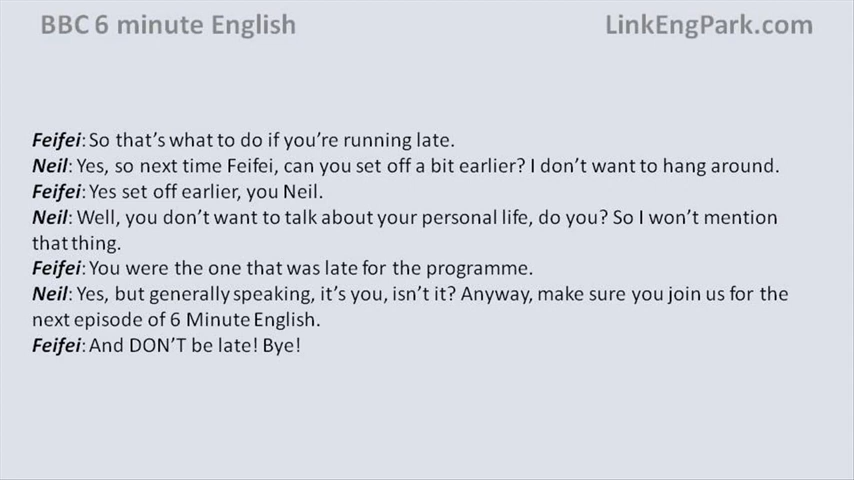 BBC 6 minute English
LinkEngPark.com
Feifei: So that's what to do if you're running late.
Neil: Yes, so next time Feifei, can you set off a bit earlier? I don't want to hang around.
Feifei: Yes set off earlier, you Neil.
Neil: Well, you don't want to talk about your personal life, do you? So I won't mention
that thing.
Feifei: You were the one that was late for the programme.
Neil: Yes, but generally speaking, it's you, isn't it? Anyway, make sure you join us for the
next episode of 6 Minute English.
Feifei: And DON'T be late! Bye!